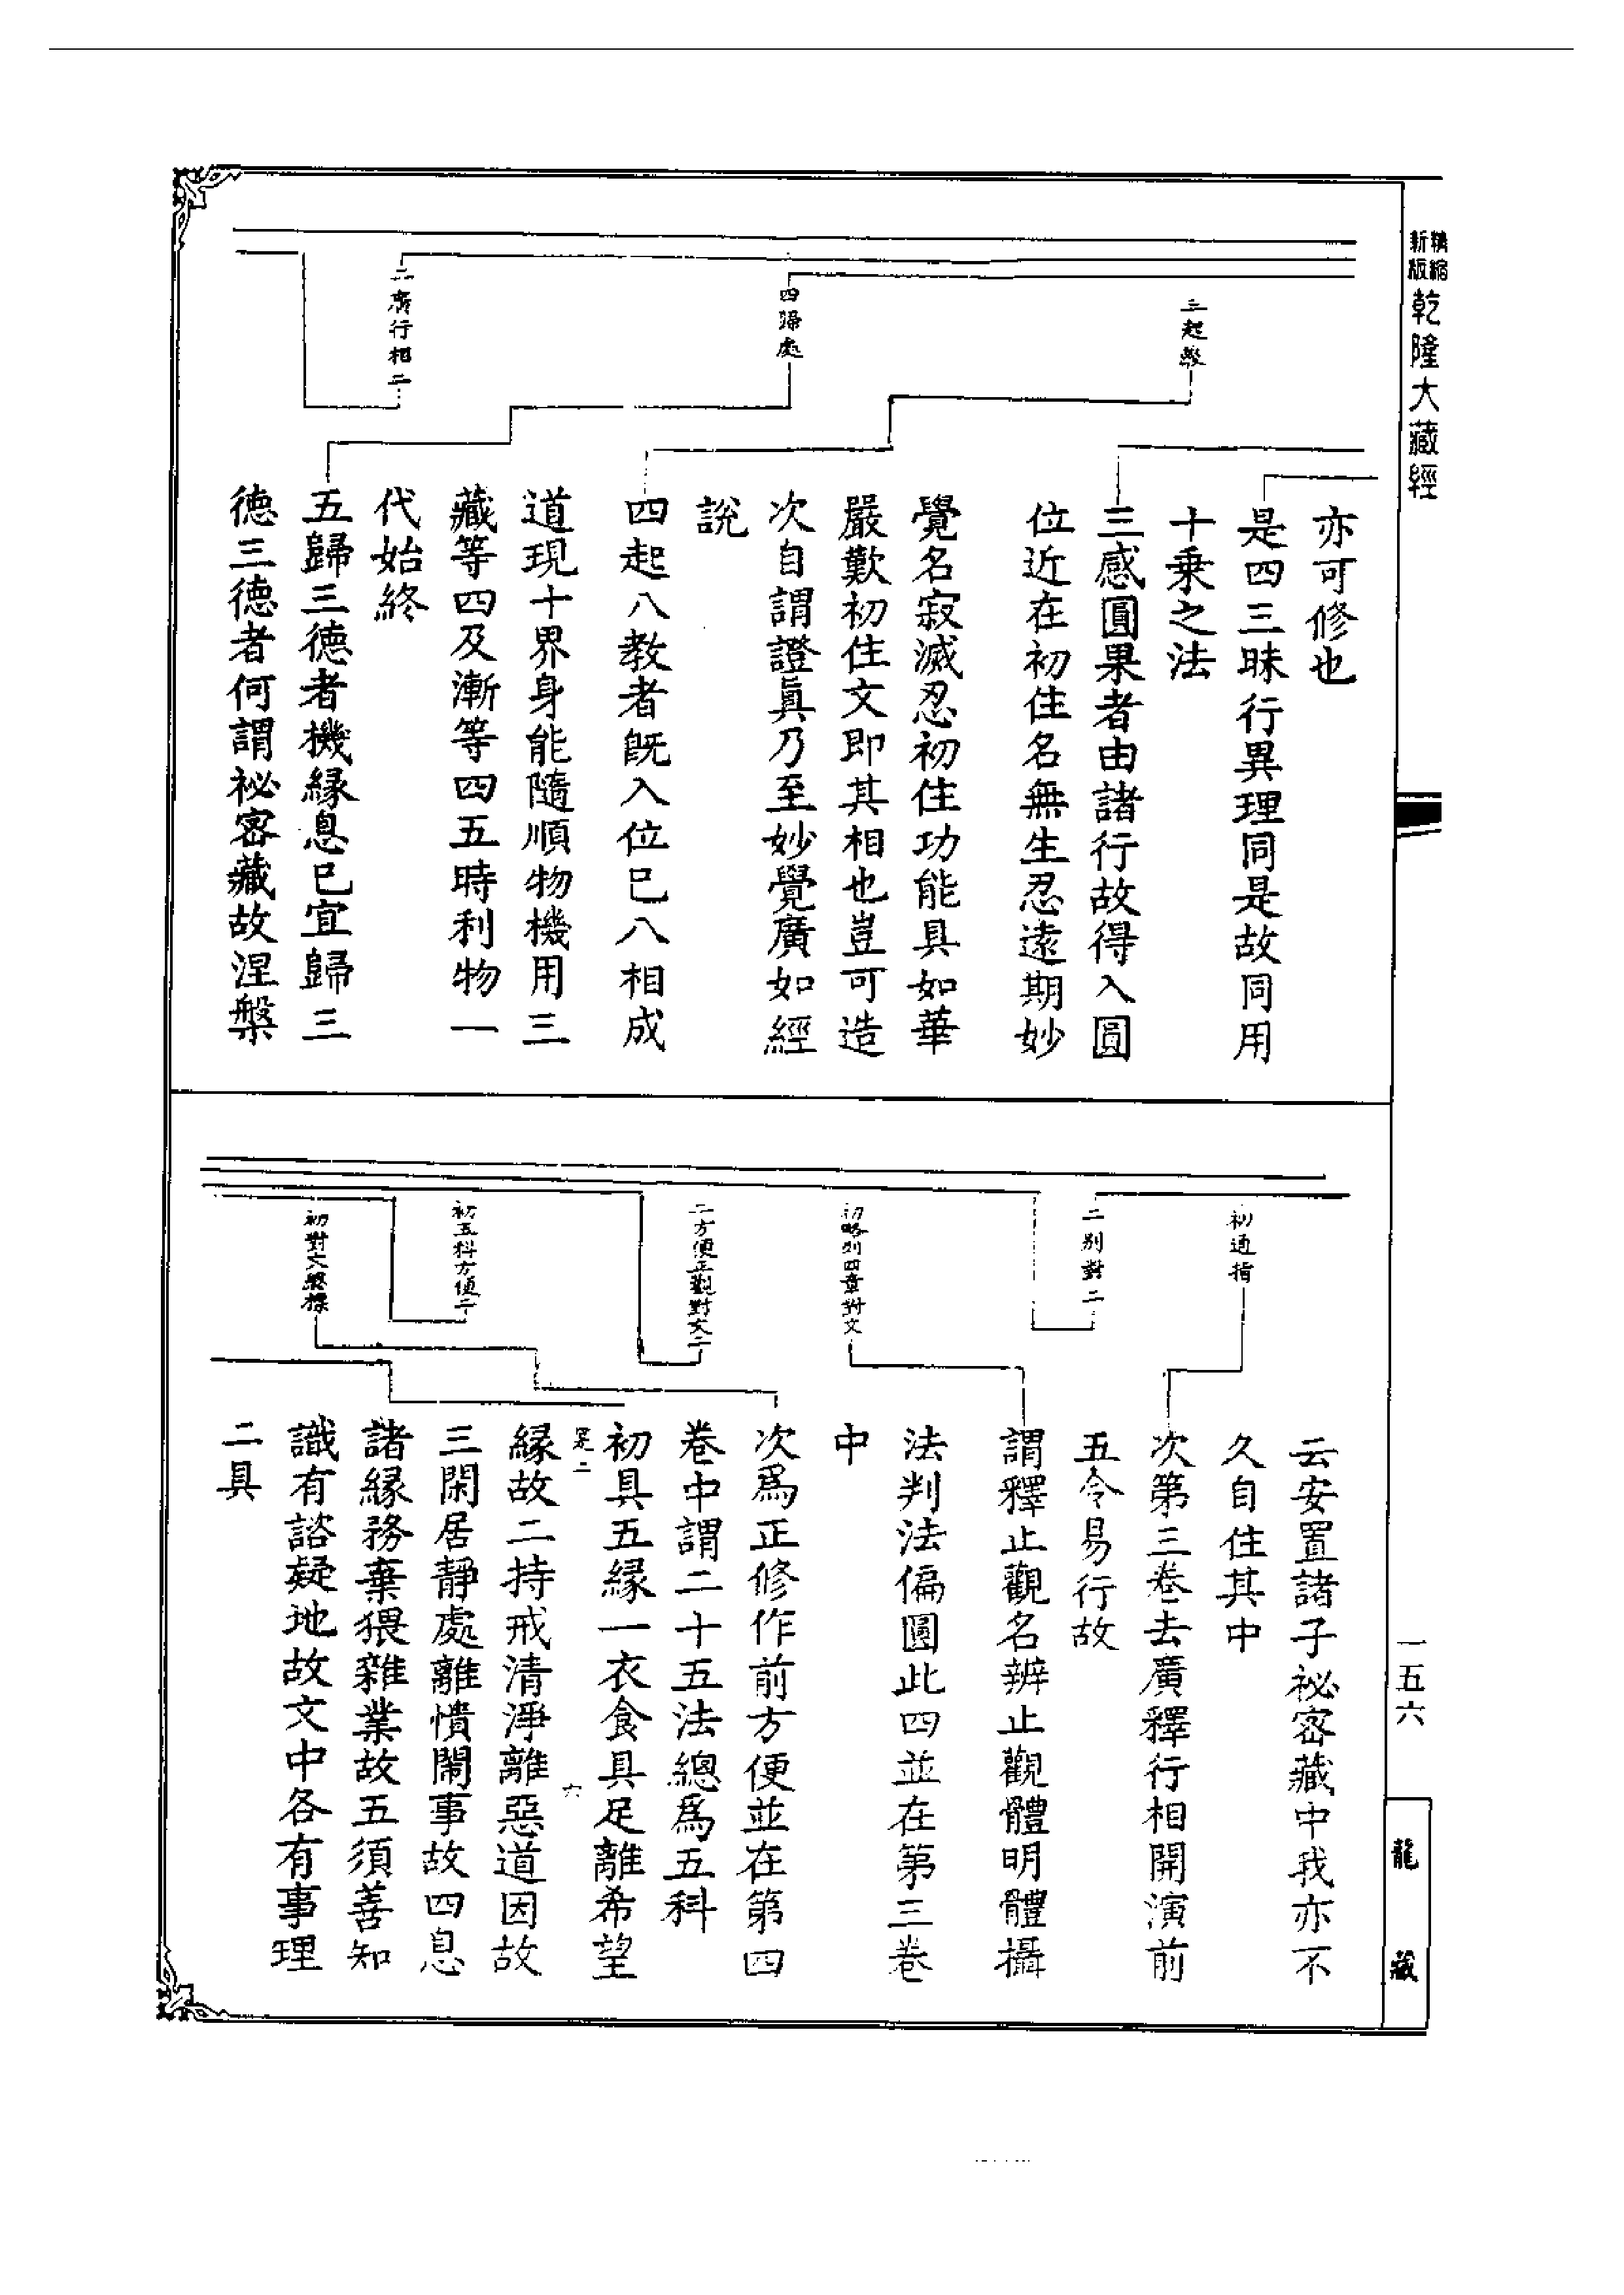 精縮
新版
乾隆大藏經
三起教
四歸處
二廣行相二
亦可修也
是四三昧行異理同是故同用
十乘之法
三感圓果者由諸行故得入圓
位近在初住名無生忍遠期妙
覺名寂滅忍初住功能具如華
嚴歎初住文即其相也豈可造
次自謂證眞乃至妙覺廣如經
說
四起八教者旣入位已八相成
道現十界身能隨順物機用三
藏等四及漸等四五時利物一
代始終
五歸三德者機緣息已宜歸三
德三德者何謂祕密藏故涅槃
初通指
二別對二
初略列四章對文
二方便正觀對文二
初五科方便二
云安置諸子祕密藏中我亦不
久自住其中
次第三卷去廣釋行相開演前
五令易行故
謂釋止觀名辨止觀體明體攝
法判法偏圓此四並在第三卷
中
次爲正修作前方便並在第四
卷中謂二十五法總爲五科
初具五緣一衣食具足離希望
二
六
緣故二持戒清淨離惡道因故
三閑居靜處離憒閙事故四息
諸緣務棄猥雜業故五須善知
識有諮疑地故文中各有事理
二具
一五六
龍藏